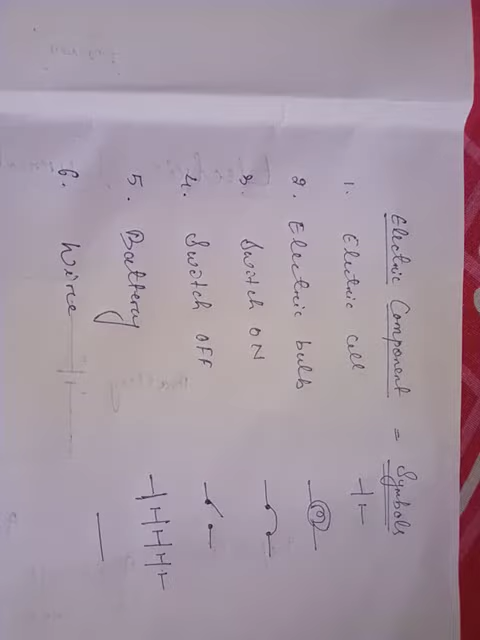 Electric Component = Symbols
1. Electric cell
2. Electric bulb
3. Switch ON
4. Switch OFF
5. Battery
6. Wire